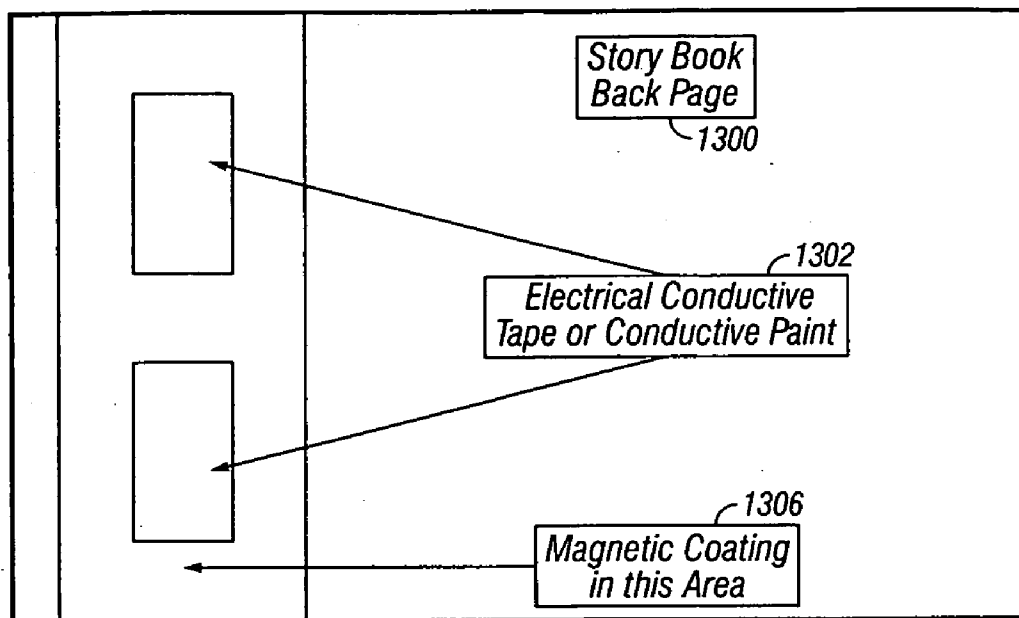 Story Book
Back Page
1300
1302
Electrical Conductive
Tape or Conductive Paint
1306
Magnetic Coating
in this Area